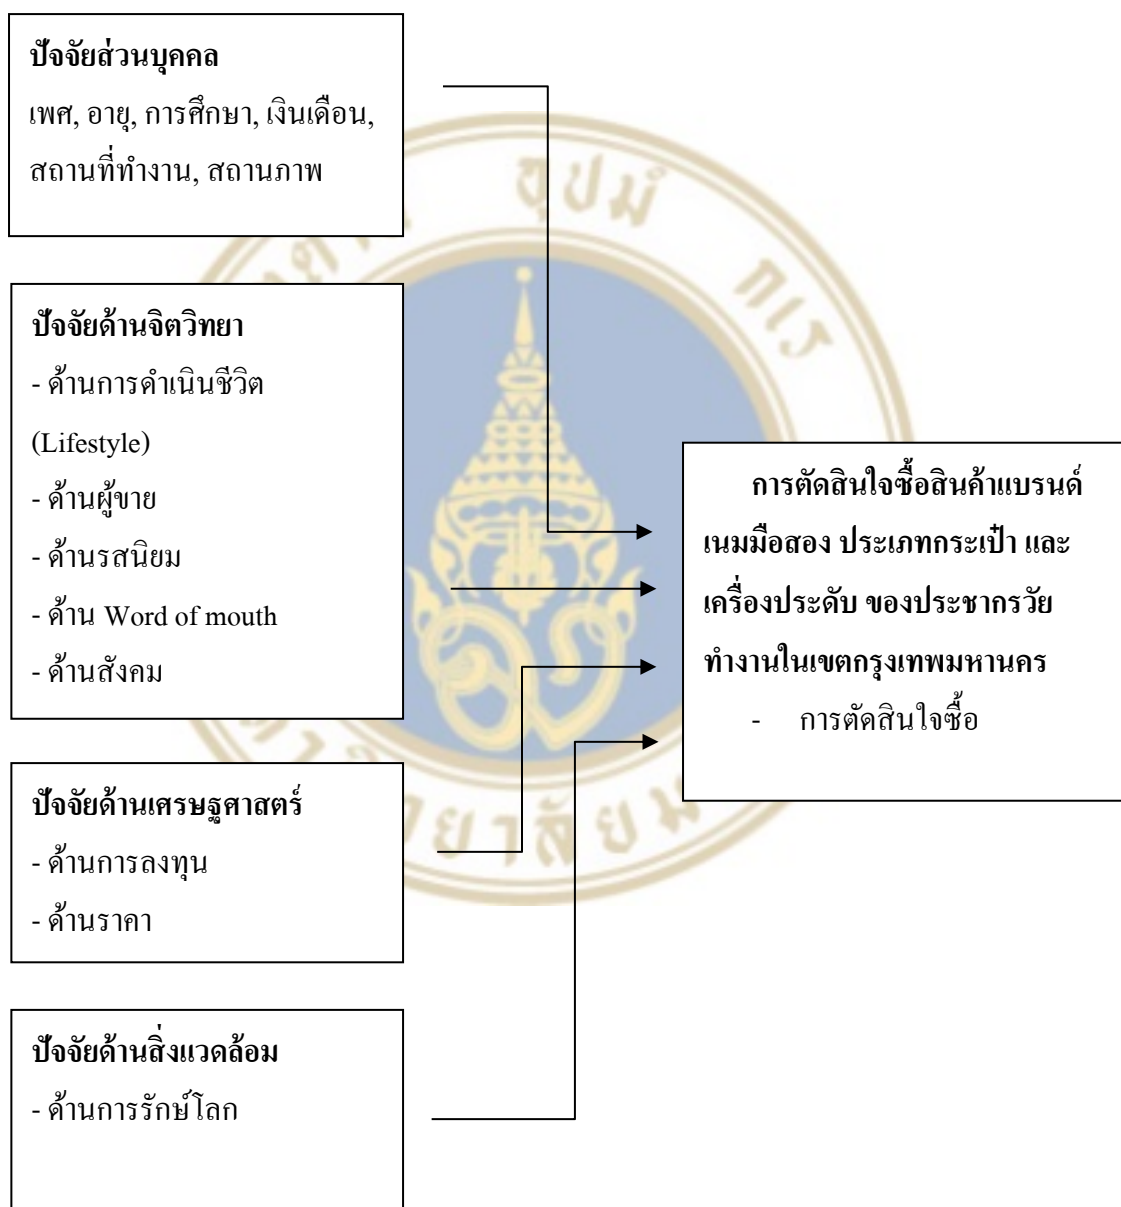 ปัจจัยส่วนบุคคล
เพศ, อายุ, การศึกษา, เงินเดือน,
สถานที่ทำงาน, สถานภาพ
ปัจจัยด้านจิตวิทยา
- ด้านการดำเนินชีวิต
(Lifestyle)
- ด้านผู้ขาย
- ด้านรสนิยม
- ด้าน Word of mouth
- ด้านสังคม
ปัจจัยด้านเศรษฐศาสตร์
- ด้านการลงทุน
- ด้านราคา
ปัจจัยด้านสิ่งแวดล้อม
- ด้านการรักษ์โลก
การตัดสินใจซื้อสินค้าแบรนด์
เนมมือสอง ประเภทกระเป๋า และ
เครื่องประดับ ของประชากรวัย
ทำงานในเขตกรุงเทพมหานคร
- การตัดสินใจซื้อ
อุปมํ กเร